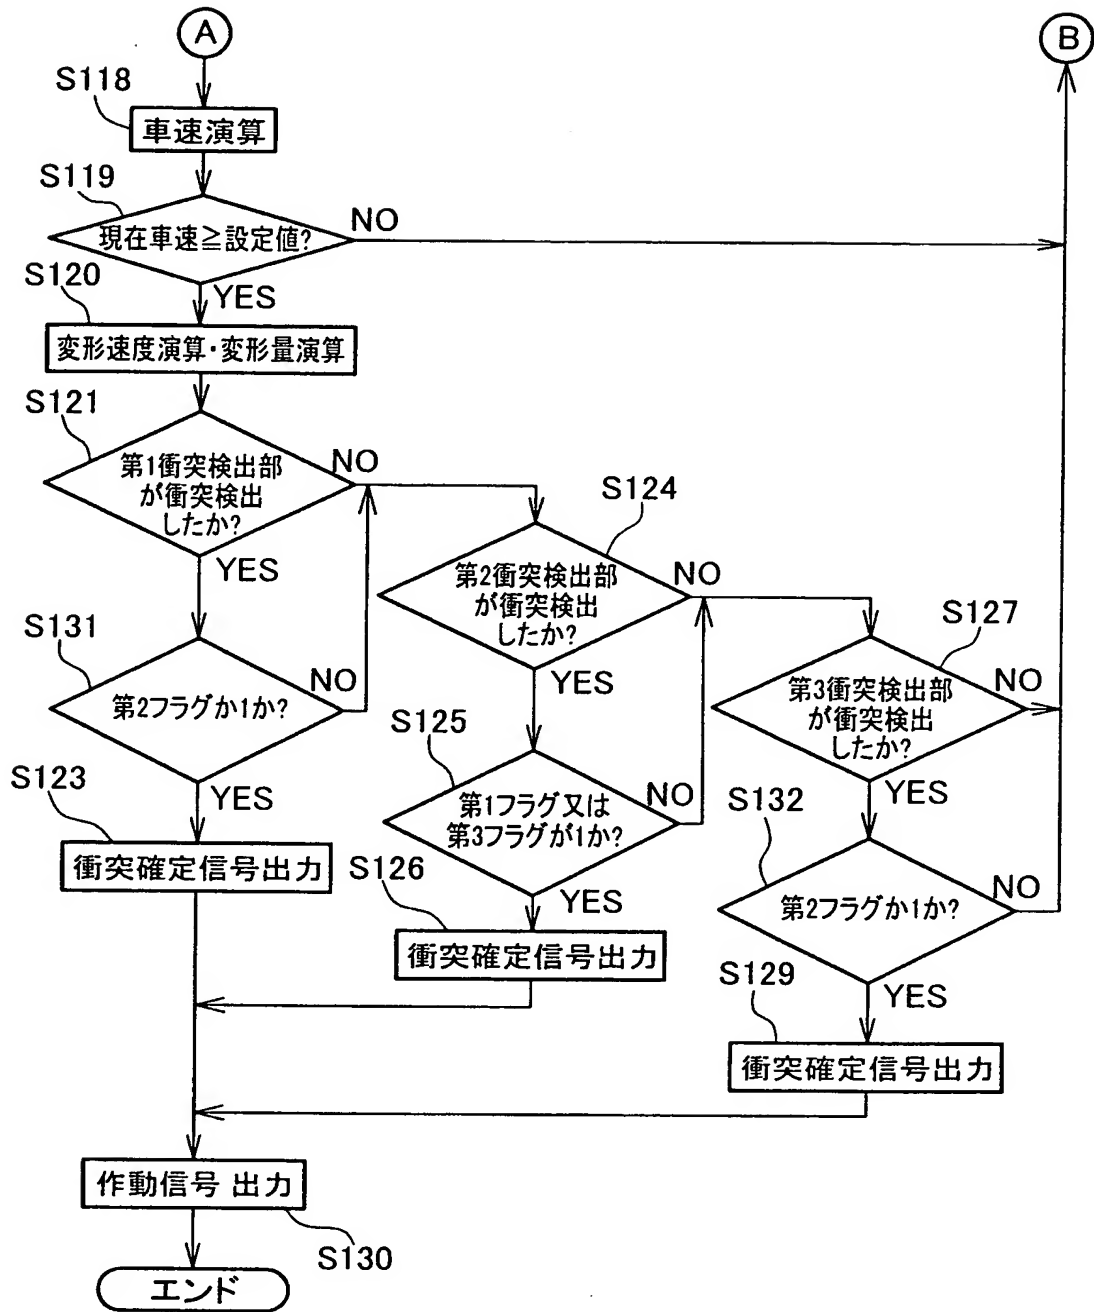 A
B
S118
車速演算
S119
現在車速≧設定値?
NO
YES
S120
変形速度演算・変形量演算
S121
第1衝突検出部
が衝突検出
したか?
NO
YES
S124
第2衝突検出部
が衝突検出
したか?
NO
YES
S131
第2フラグか1か?
NO
YES
S127
第3衝突検出部
が衝突検出
したか?
NO
YES
S125
第1フラグ又は
第3フラグが1か?
NO
YES
S123
衝突確定信号出力
S132
第2フラグか1か?
NO
YES
S126
衝突確定信号出力
S129
衝突確定信号出力
作動信号 出力
S130
エンド